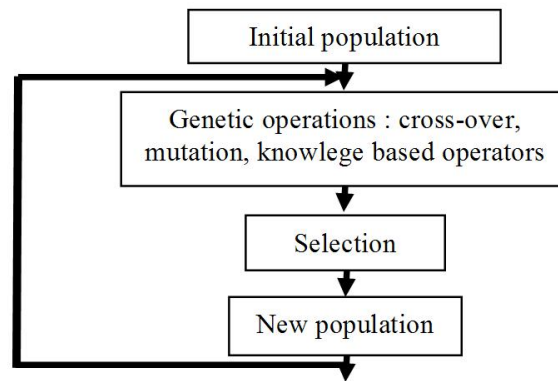 Initial population
Genetic operations : cross-over,
mutation, knowlege based operators
Selection
New population